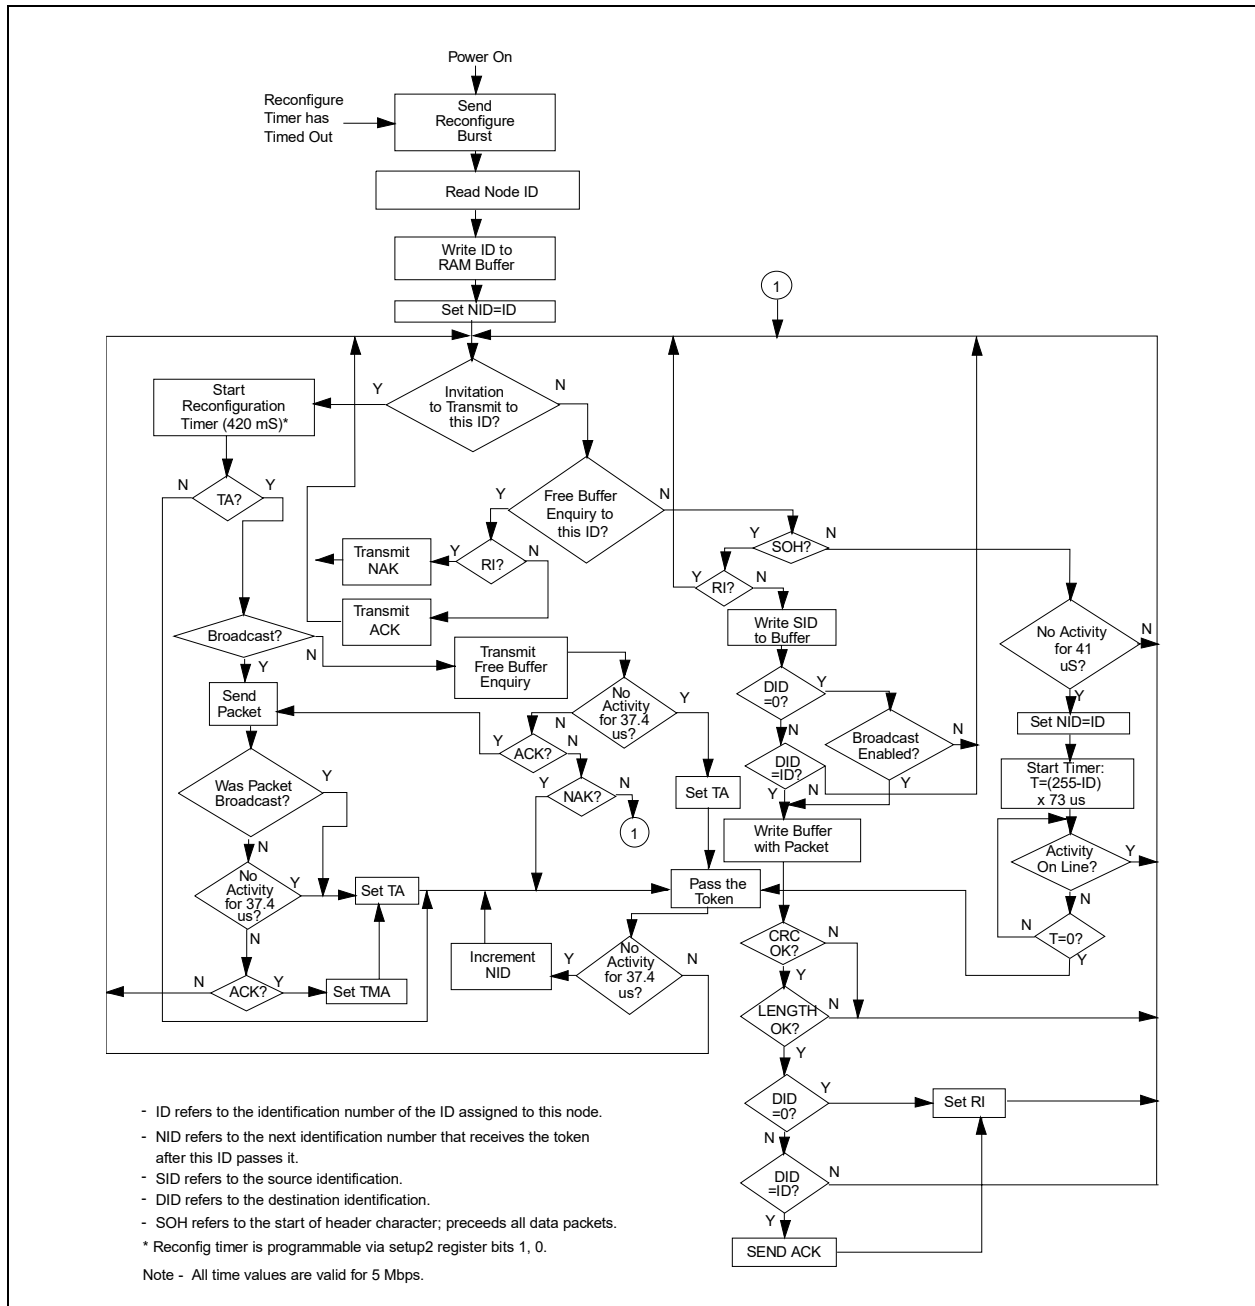 Power On
Reconfigure
Timer has
Timed Out
Send
Reconfigure
Burst
Read Node ID
Write ID to
RAM Buffer
1
Set NID=ID
Start
Reconfiguration
Timer (420 mS)*
Y
Invitation
to Transmit to
this ID?
N
N
TA?
Y
Y
Free Buffer
Enquiry to
this ID?
N
Y
SOH?
N
Transmit
NAK
Y
RI?
N
Y
RI?
N
Transmit
ACK
Write SID
to Buffer
No Activity
for 41
uS?
N
Y
Broadcast?
N
Y
Transmit
Free Buffer
Enquiry
No
Activity
for 37.4
us?
Y
N
DID
=0?
Y
N
Send
Packet
Set NID=ID
Broadcast
Enabled?
N
Y
Y
ACK?
N
DID
=ID?
N
Y
Start Timer:
T=(255-ID)
x 73 us
Was Packet
Broadcast?
Y
N
Y
NAK?
N
1
Set TA
Write Buffer
with Packet
Activity
On Line?
Y
N
No
Activity
for 37.4
us?
Y
N
Set TA
Pass the
Token
N
T=0?
Y
Increment
NID
Y
No
Activity
for 37.4
us?
N
CRC
OK?
N
Y
N
ACK?
Y
Set TMA
LENGTH
OK?
N
Y
DID
=0?
Y
N
Set RI
DID
=ID?
N
Y
SEND ACK
- ID refers to the identification number of the ID assigned to this node.
- NID refers to the next identification number that receives the token
after this ID passes it.
- SID refers to the source identification.
- DID refers to the destination identification.
- SOH refers to the start of header character; preceeds all data packets.
* Reconfig timer is programmable via setup2 register bits 1, 0.
Note - All time values are valid for 5 Mbps.